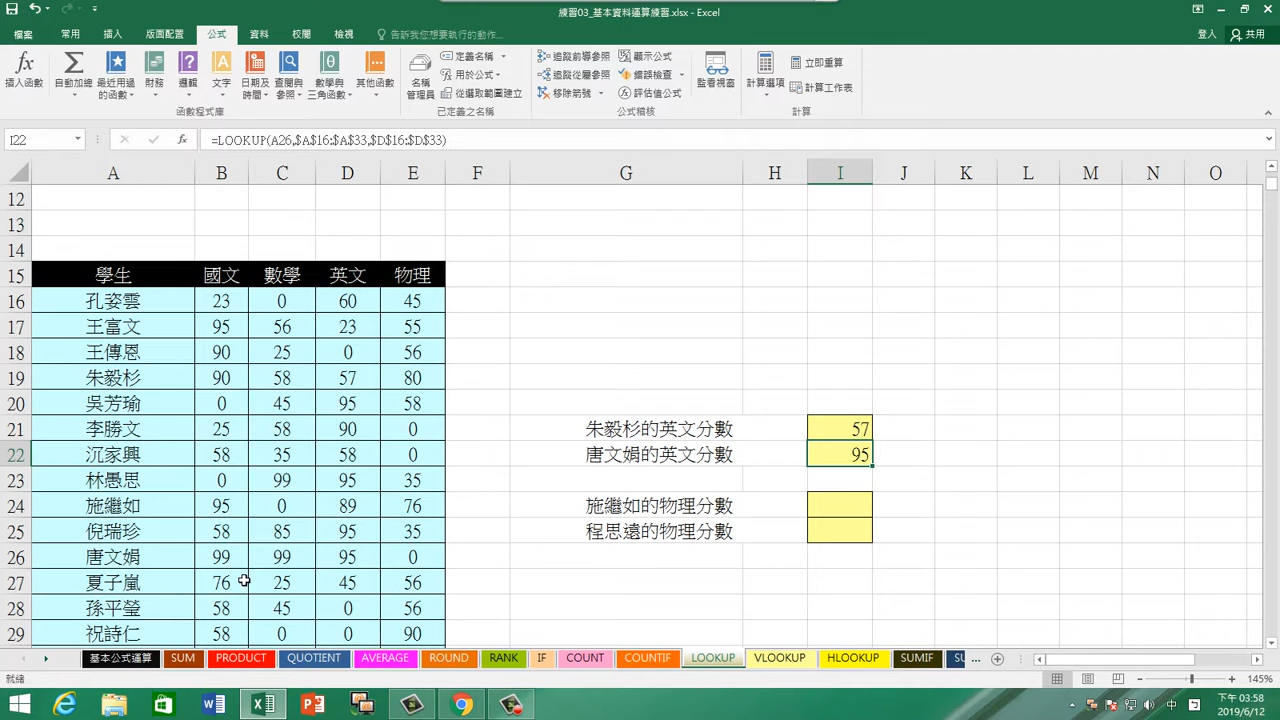 練習03_基本資料運算練習.xlsx - Excel
檔案 常用 插入 版面配置 公式 資料 校閱 檢視 告訴我您想要執行的動作... 登入 共用
fx 插入函數 Σ 自動加總 最近用過的函數 財務 ? 邏輯 A 文字 日期及時間 查閱與參照 θ 數學與三角函數 其他函數
名稱管理員 定義名稱 用於公式 從選取範圍建立
追蹤前導參照 追蹤從屬參照 移除箭號 顯示公式 錯誤檢查 評估值公式 監看視窗
計算選項 立即重算 計算工作表
函數程式庫 已定義之名稱 公式稽核 計算
I22 fx =LOOKUP(A26,$A$16:$A$33,$D$16:$D$33)
A B C D E F G H I J K L M N O
12
13
14
15 學生 國文 數學 英文 物理
16 孔姿雲 23 0 60 45
17 王富文 95 56 23 55
18 王傳恩 90 25 0 56
19 朱毅杉 90 58 57 80
20 吳芳瑜 0 45 95 58
21 李勝文 25 58 90 0 朱毅杉的英文分數 57
22 沉家興 58 35 58 0 唐文娟的英文分數 95
23 林愚思 0 99 95 35
24 施繼如 95 0 89 76 施繼如的物理分數
25 倪瑞珍 58 85 95 35 程思遠的物理分數
26 唐文娟 99 99 95 0
27 夏子嵐 76 25 45 56
28 孫平瑩 58 45 0 56
29 祝詩仁 58 0 0 90
基本公式運算 SUM PRODUCT QUOTIENT AVERAGE ROUND RANK IF COUNT COUNTIF LOOKUP VLOOKUP HLOOKUP SUMIF SU ...
就緒 145%
中 下午 03:58
2019/6/12